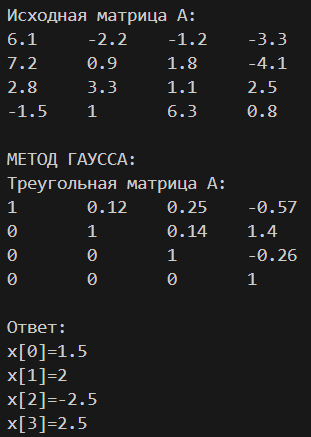 Исходная матрица A:
6.1 -2.2 -1.2 -3.3
7.2 0.9 1.8 -4.1
2.8 3.3 1.1 2.5
-1.5 1 6.3 0.8
МЕТОД ГАУССА:
Треугольная матрица A:
1 0.12 0.25 -0.57
0 1 0.14 1.4
0 0 1 -0.26
0 0 0 1
Ответ:
x[0]=1.5
x[1]=2
x[2]=-2.5
x[3]=2.5